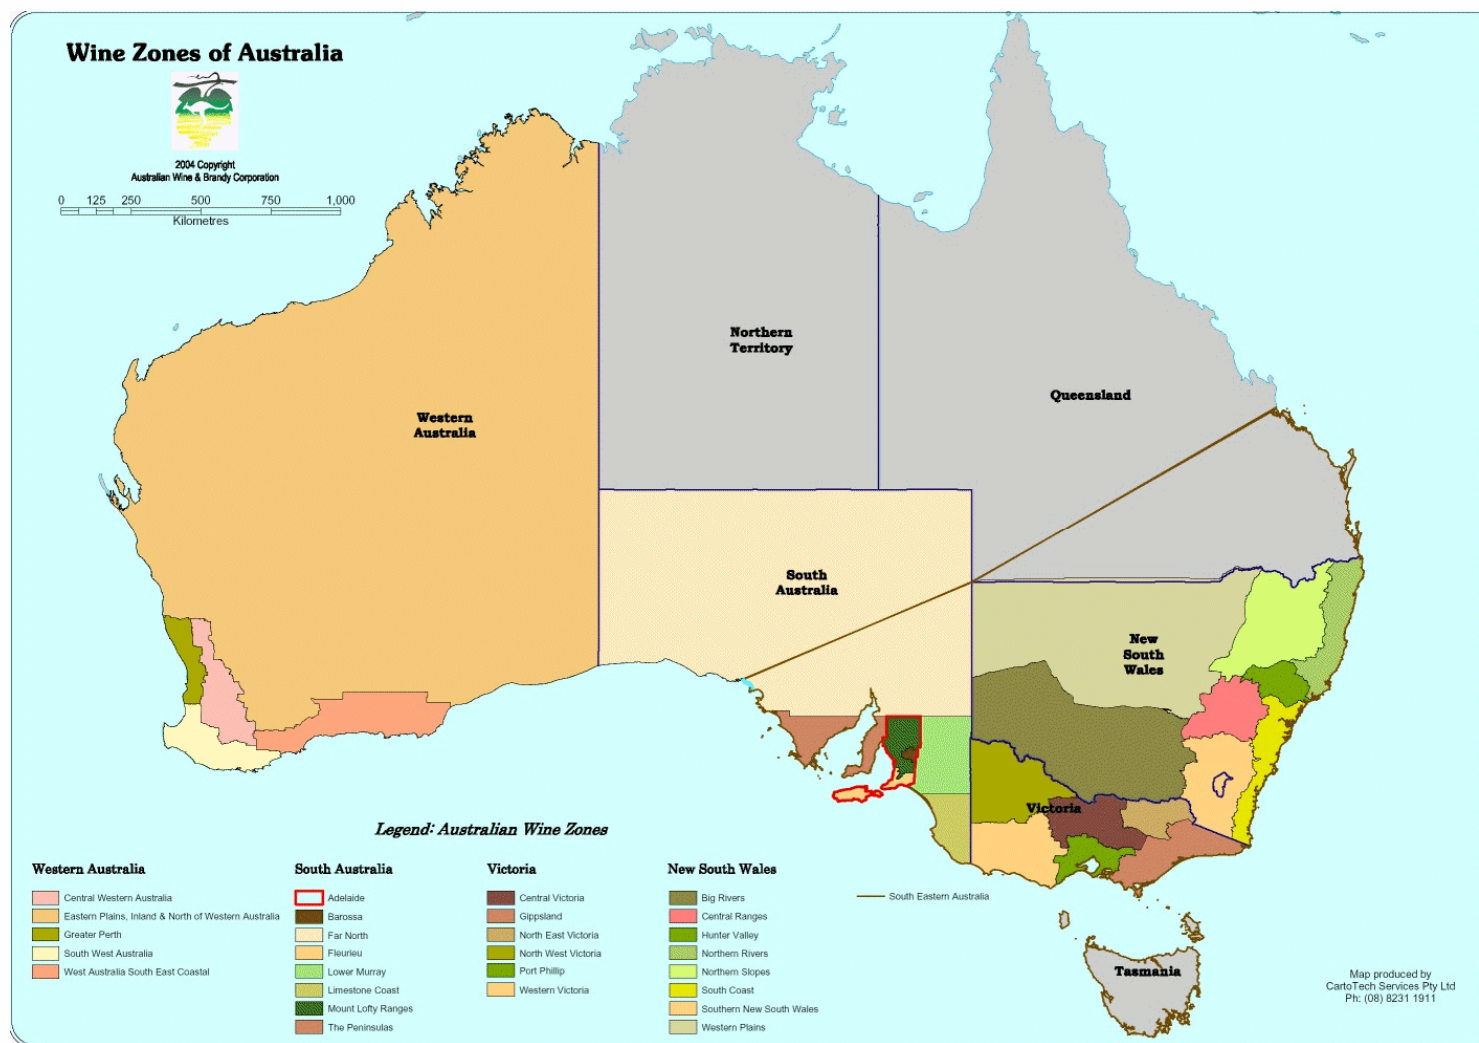 Wine Zones of Australia
2004 Copyright
Australian Wine & Brandy Corporation
0 125 250 500 750 1,000
Kilometres
Northern
Territory
Queensland
Western
Australia
South
Australia
New
South
Wales
Victoria
Tasmania
Legend: Australian Wine Zones
Western Australia
Central Western Australia
Eastern Plains, Inland & North of Western Australia
Greater Perth
South West Australia
West Australia South East Coastal
South Australia
Adelaide
Barossa
Far North
Fleurieu
Lower Murray
Limestone Coast
Mount Lofty Ranges
The Peninsulas
Victoria
Central Victoria
Gippsland
North East Victoria
North West Victoria
Port Phillip
Western Victoria
New South Wales
Big Rivers
Central Ranges
Hunter Valley
Northern Rivers
Northern Slopes
South Coast
Southern New South Wales
Western Plains
South Eastern Australia
Map produced by
CartoTech Services Pty Ltd
Ph: (08) 8231 1911